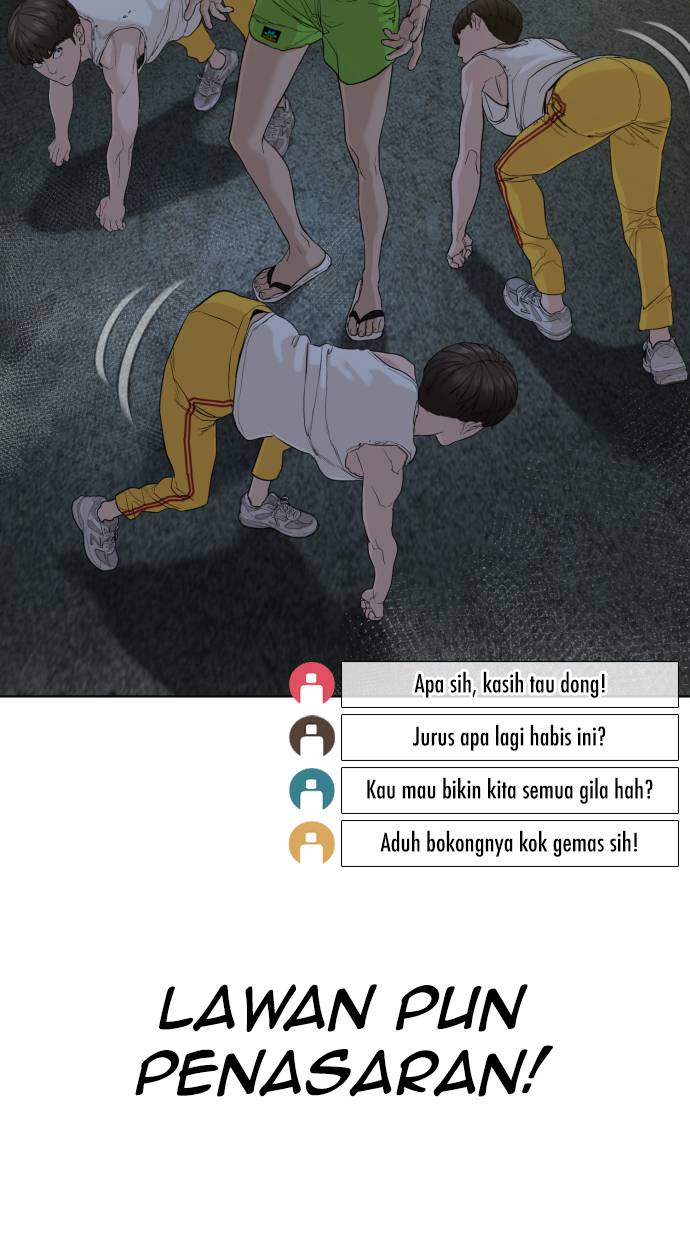 Apa sih, kasih tau dong!
Jurus apa lagi habis ini?
Kau mau bikin kita semua gila hah?
Aduh bokongnya kok gemas sih!
LAWAN PUN
PENASARAN!